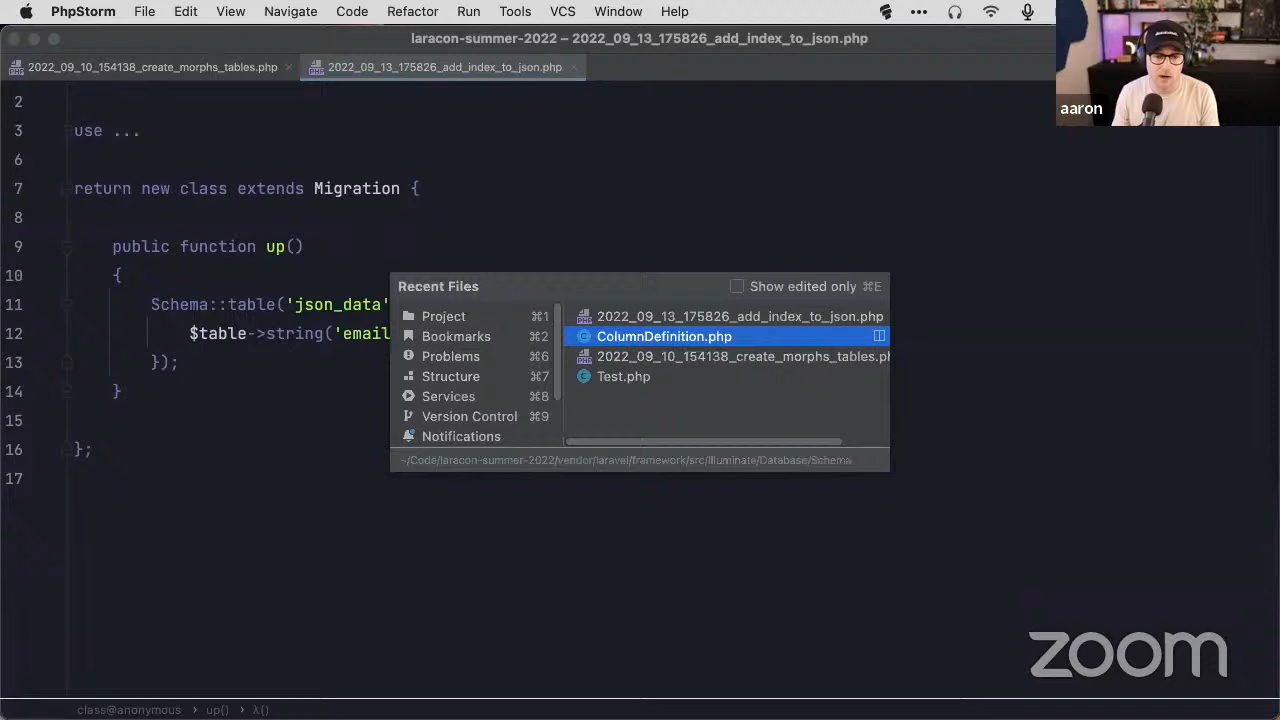 PhpStorm File Edit View Navigate Code Refactor Run Tools VCS Window Help
laracon-summer-2022 – 2022_09_13_175826_add_index_to_json.php
2022_09_10_154138_create_morphs_tables.php 2022_09_13_175826_add_index_to_json.php
aaron
2
3 use ...
6
7 return new class extends Migration {
8
9 public function up()
10 {
11 Schema::table('json_data'
12 $table->string('email
13 });
14 }
15
16 };
17
Recent Files Show edited only ⌘E
Project ⌘1
Bookmarks ⌘2
Problems ⌘6
Structure ⌘7
Services ⌘8
Version Control ⌘9
Notifications
2022_09_13_175826_add_index_to_json.php
ColumnDefinition.php
2022_09_10_154138_create_morphs_tables.ph
Test.php
~/Code/laracon-summer-2022/vendor/laravel/framework/src/Illuminate/Database/Schema
zoom
class@anonymous › up() › λ()